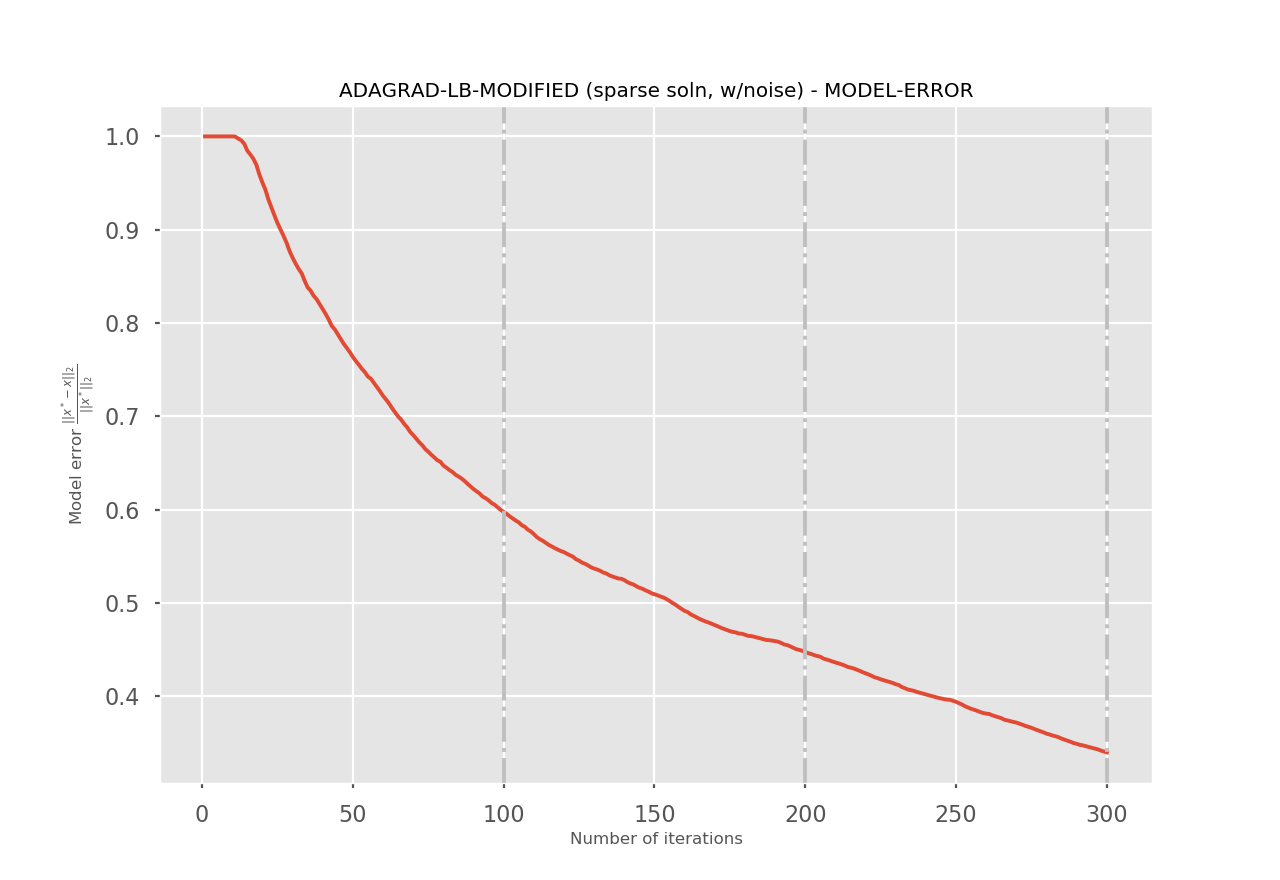 ADAGRAD-LB-MODIFIED (sparse soln, w/noise) - MODEL-ERROR
1.0
0.9
0.8
0.7
0.6
0.5
0.4
Model error ||x* − x||₂ / ||x*||₂
0 50 100 150 200 250 300
Number of iterations